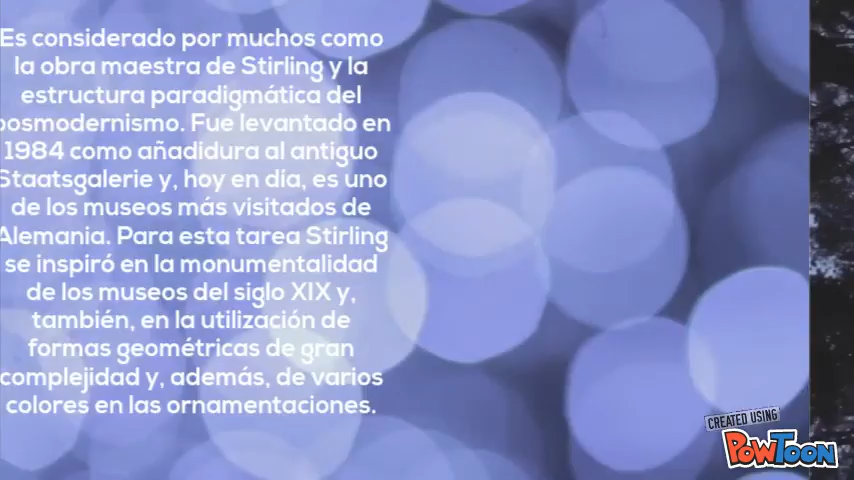 Es considerado por muchos como
la obra maestra de Stirling y la
estructura paradigmática del
posmodernismo. Fue levantado en
1984 como añadidura al antiguo
Staatsgalerie y, hoy en día, es uno
de los museos más visitados de
Alemania. Para esta tarea Stirling
se inspiró en la monumentalidad
de los museos del siglo XIX y,
también, en la utilización de
formas geométricas de gran
complejidad y, además, de varios
colores en las ornamentaciones.
CREATED USING
PowToon